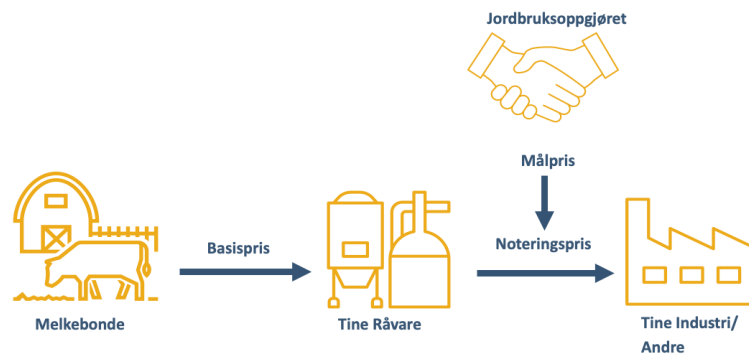 Jordbruksoppgjøret
Målpris
Basispris
Noteringspris
Melkebonde
Tine Råvare
Tine Industri/
Andre